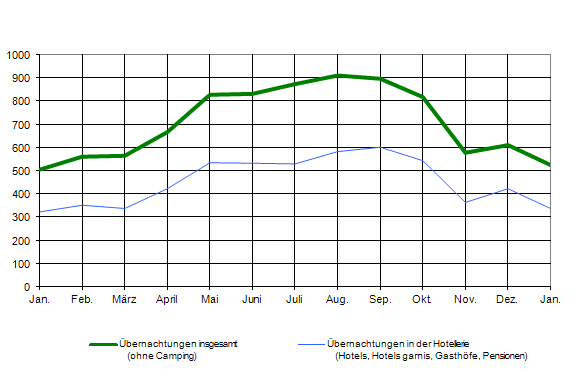 1000
900
800
700
600
500
400
300
200
100
0
Jan. Feb. März April Mai Juni Juli Aug. Sep. Okt. Nov. Dez. Jan.
Übernachtungen insgesamt
(ohne Camping)
Übernachtungen in der Hotellerie
(Hotels, Hotels garnis, Gasthöfe, Pensionen)